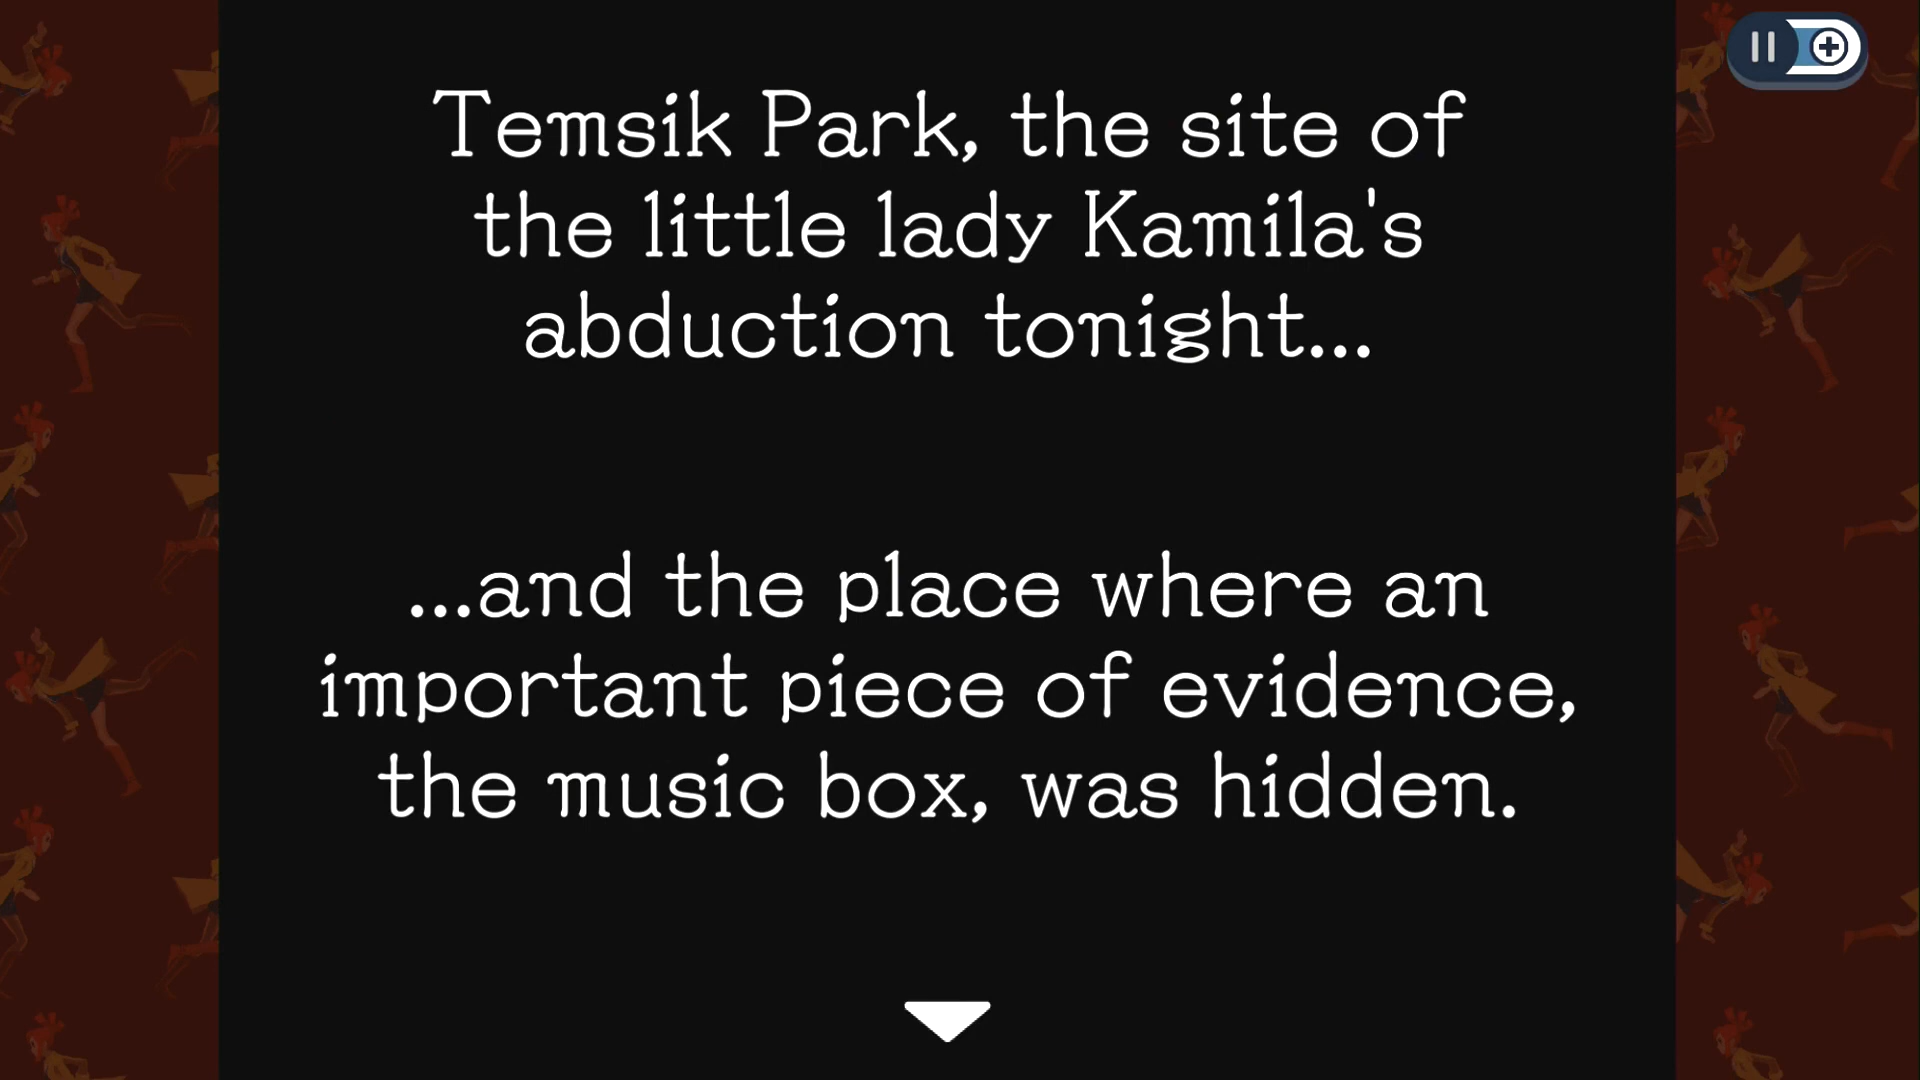 Temsik Park, the site of
the little lady Kamila's
abduction tonight...
...and the place where an
important piece of evidence,
the music box, was hidden.